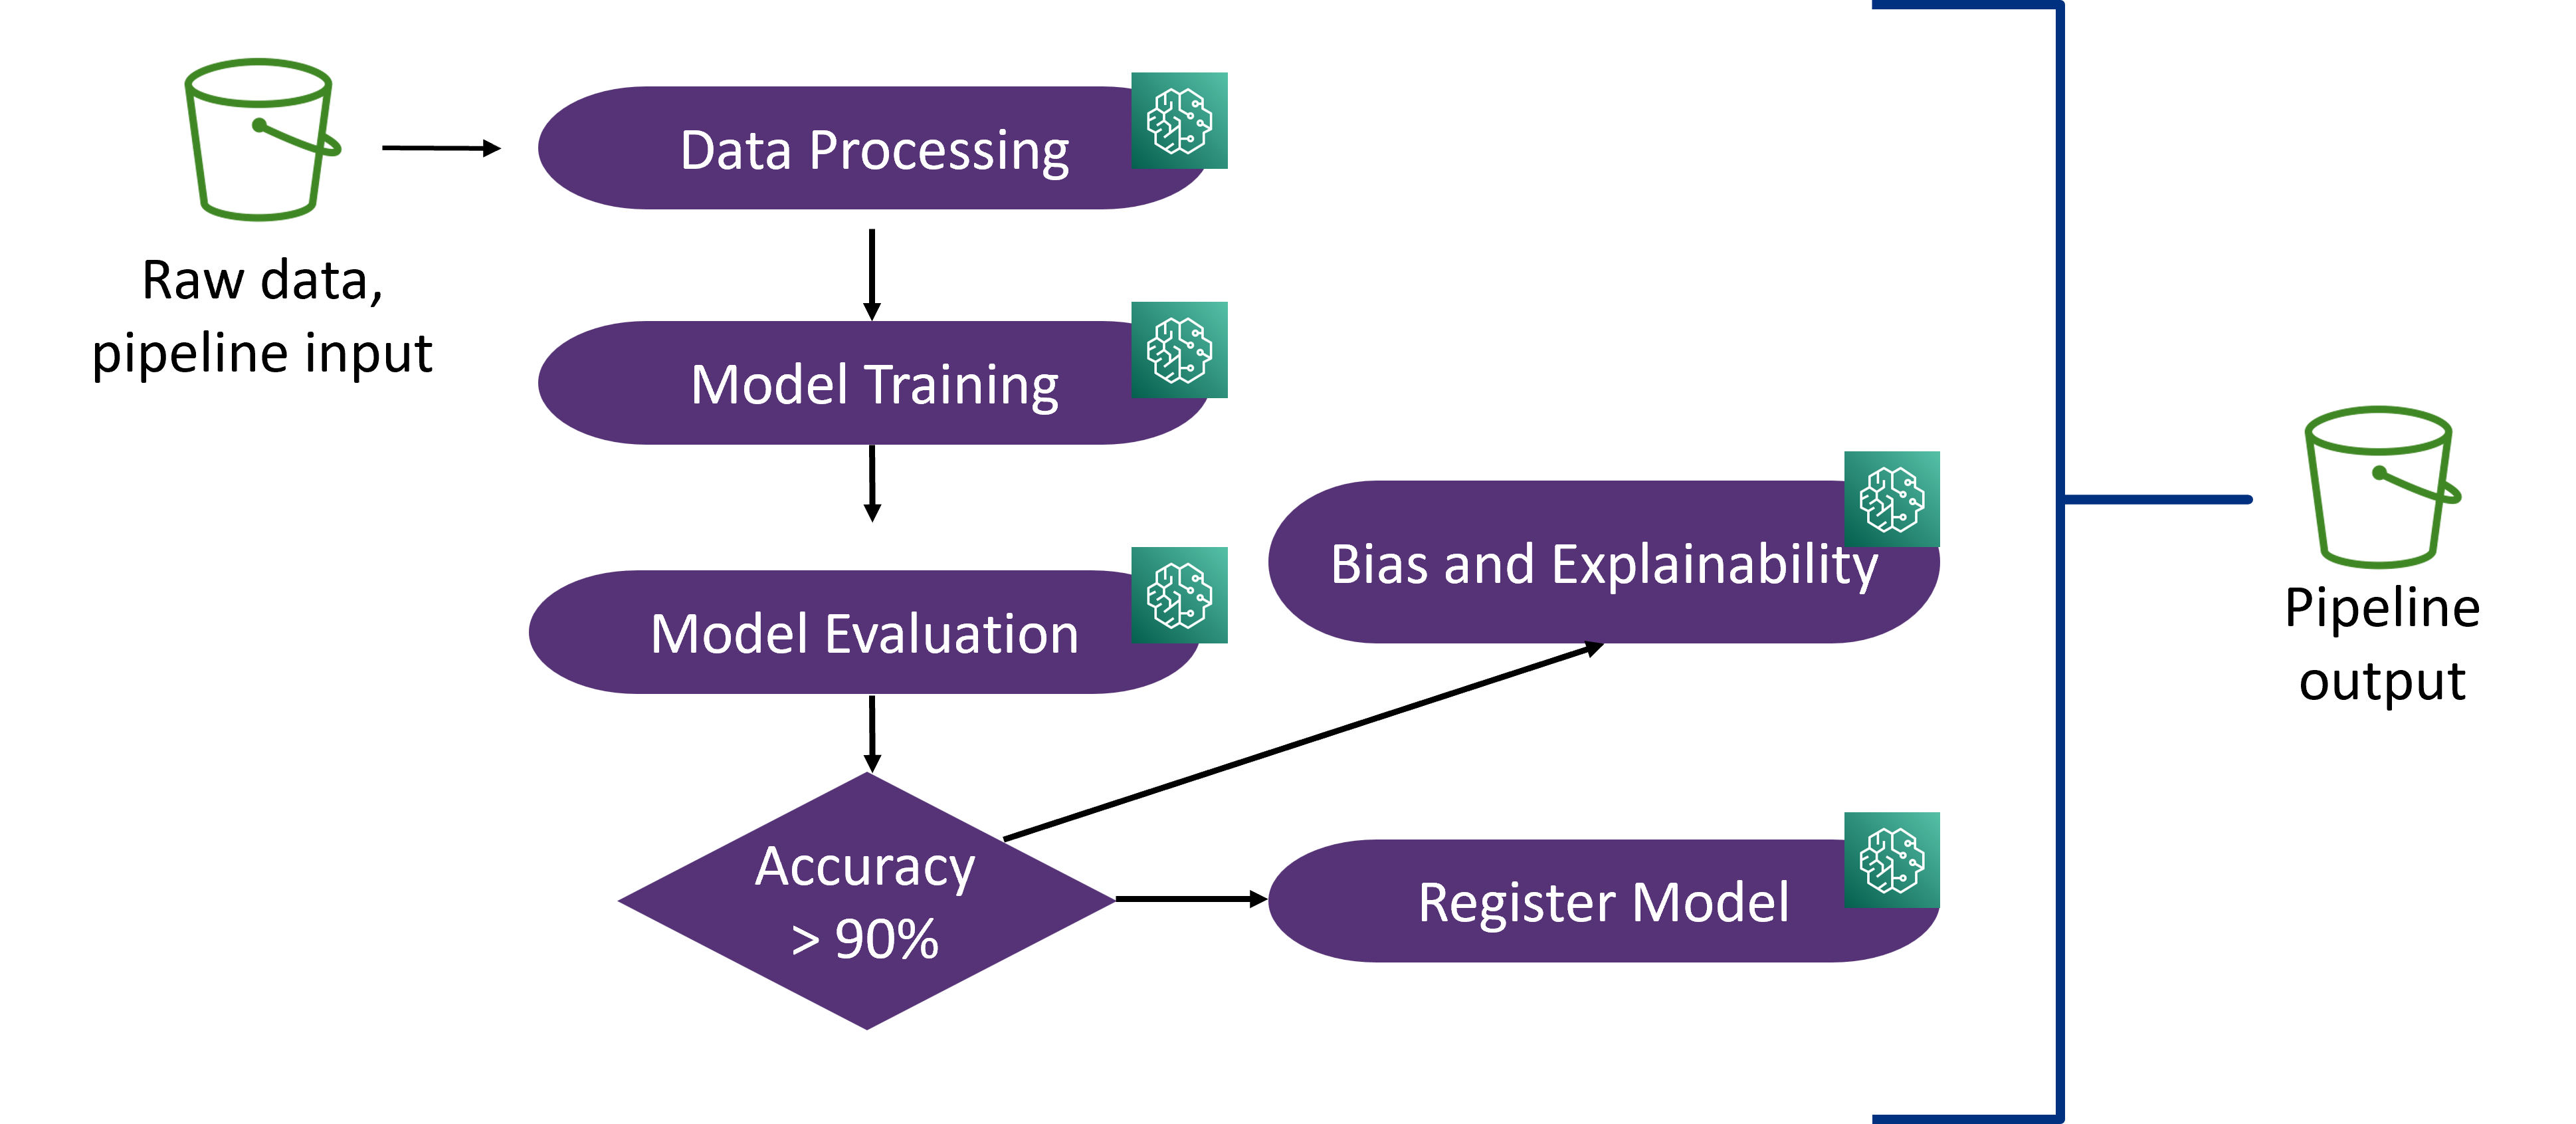 Raw data,
pipeline input
Data Processing
Model Training
Model Evaluation
Accuracy
> 90%
Bias and Explainability
Register Model
Pipeline
output